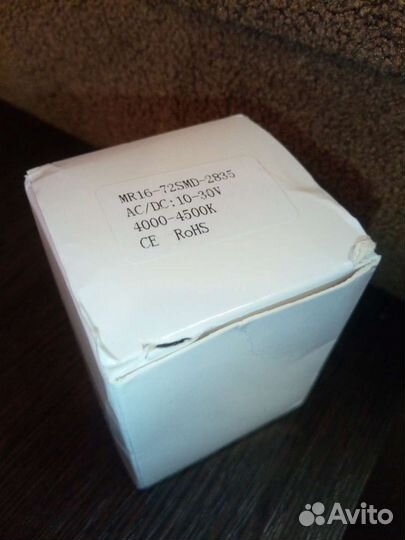 MR16-72SMD-2835
AC/DC:10-30V
4000-4500K
CE RoHS
Avito